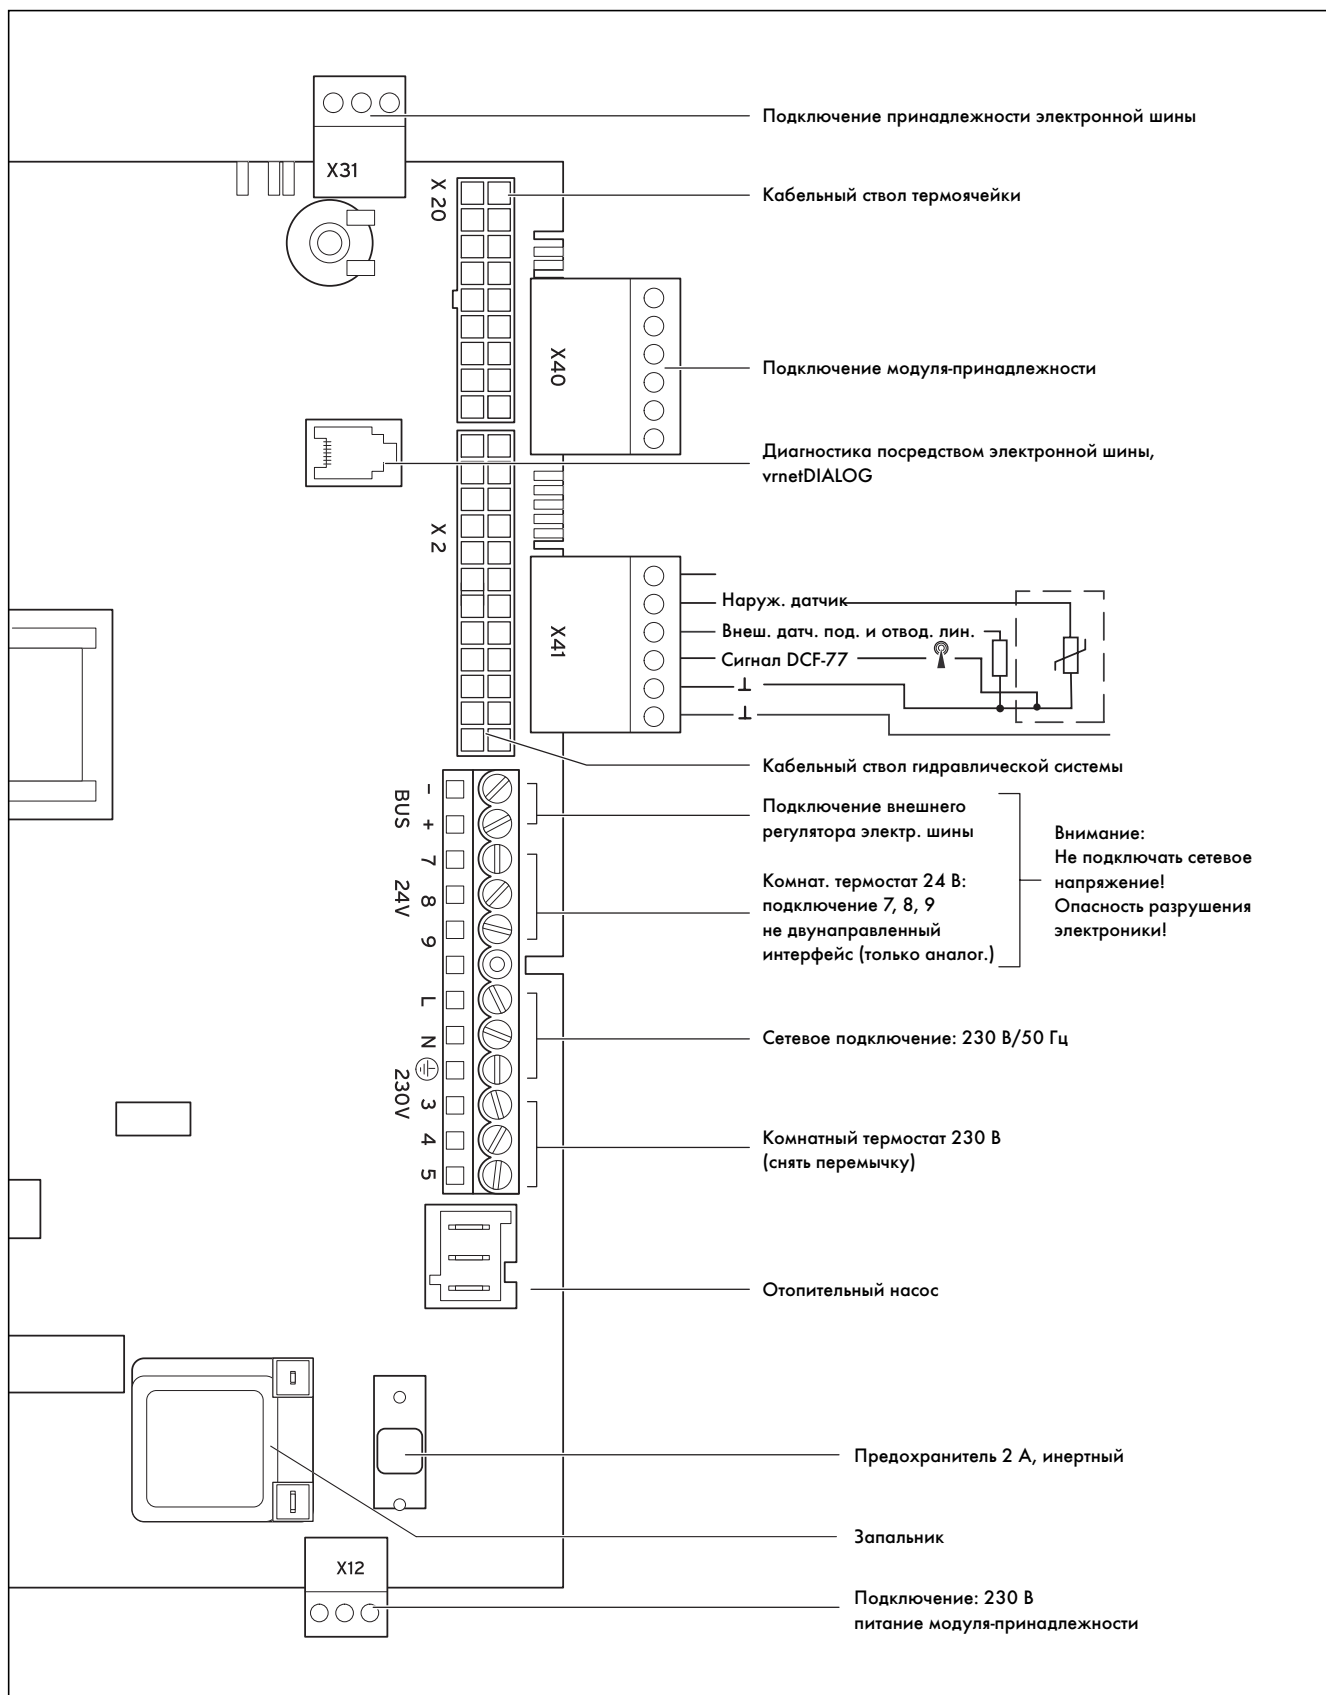 Подключение принадлежности электронной шины
X31
X 20
Кабельный ствол термоячейки
X40
Подключение модуля-принадлежности
Диагностика посредством электронной шины,
vrnetDIALOG
X 2
X41
Наруж. датчик
Внеш. датч. под. и отвод. лин.
Сигнал DCF-77
Кабельный ствол гидравлической системы
–
BUS
+
Подключение внешнего
регулятора электр. шины
7
24V
8
9
Комнат. термостат 24 В:
подключение 7, 8, 9
не двунаправленный
интерфейс (только аналог.)
Внимание:
Не подключать сетевое
напряжение!
Опасность разрушения
электроники!
L
N
Сетевое подключение: 230 В/50 Гц
230V
3
4
5
Комнатный термостат 230 В
(снять перемычку)
Отопительный насос
Предохранитель 2 А, инертный
Запальник
X12
Подключение: 230 В
питание модуля-принадлежности